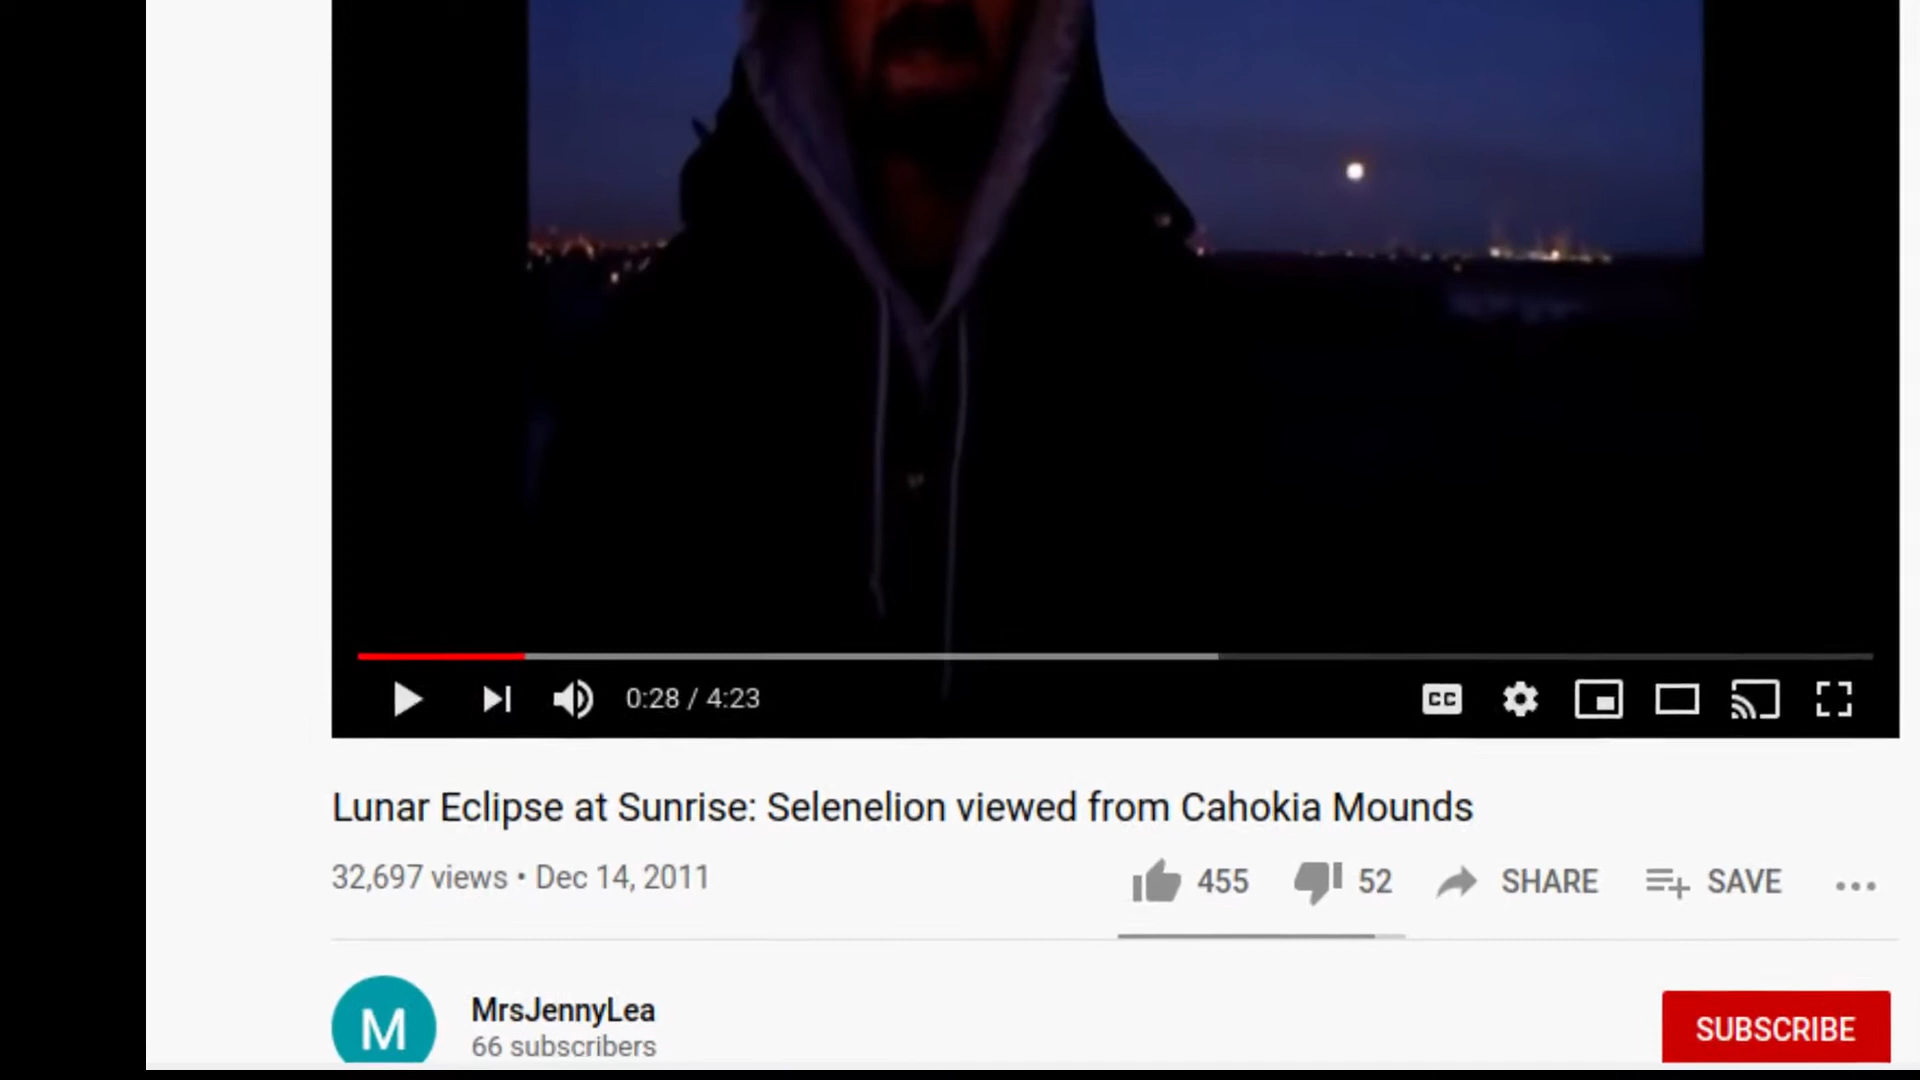 0:28 / 4:23
CC
Lunar Eclipse at Sunrise: Selenelion viewed from Cahokia Mounds
32,697 views • Dec 14, 2011
455
52
SHARE
SAVE
M
MrsJennyLea
66 subscribers
SUBSCRIBE